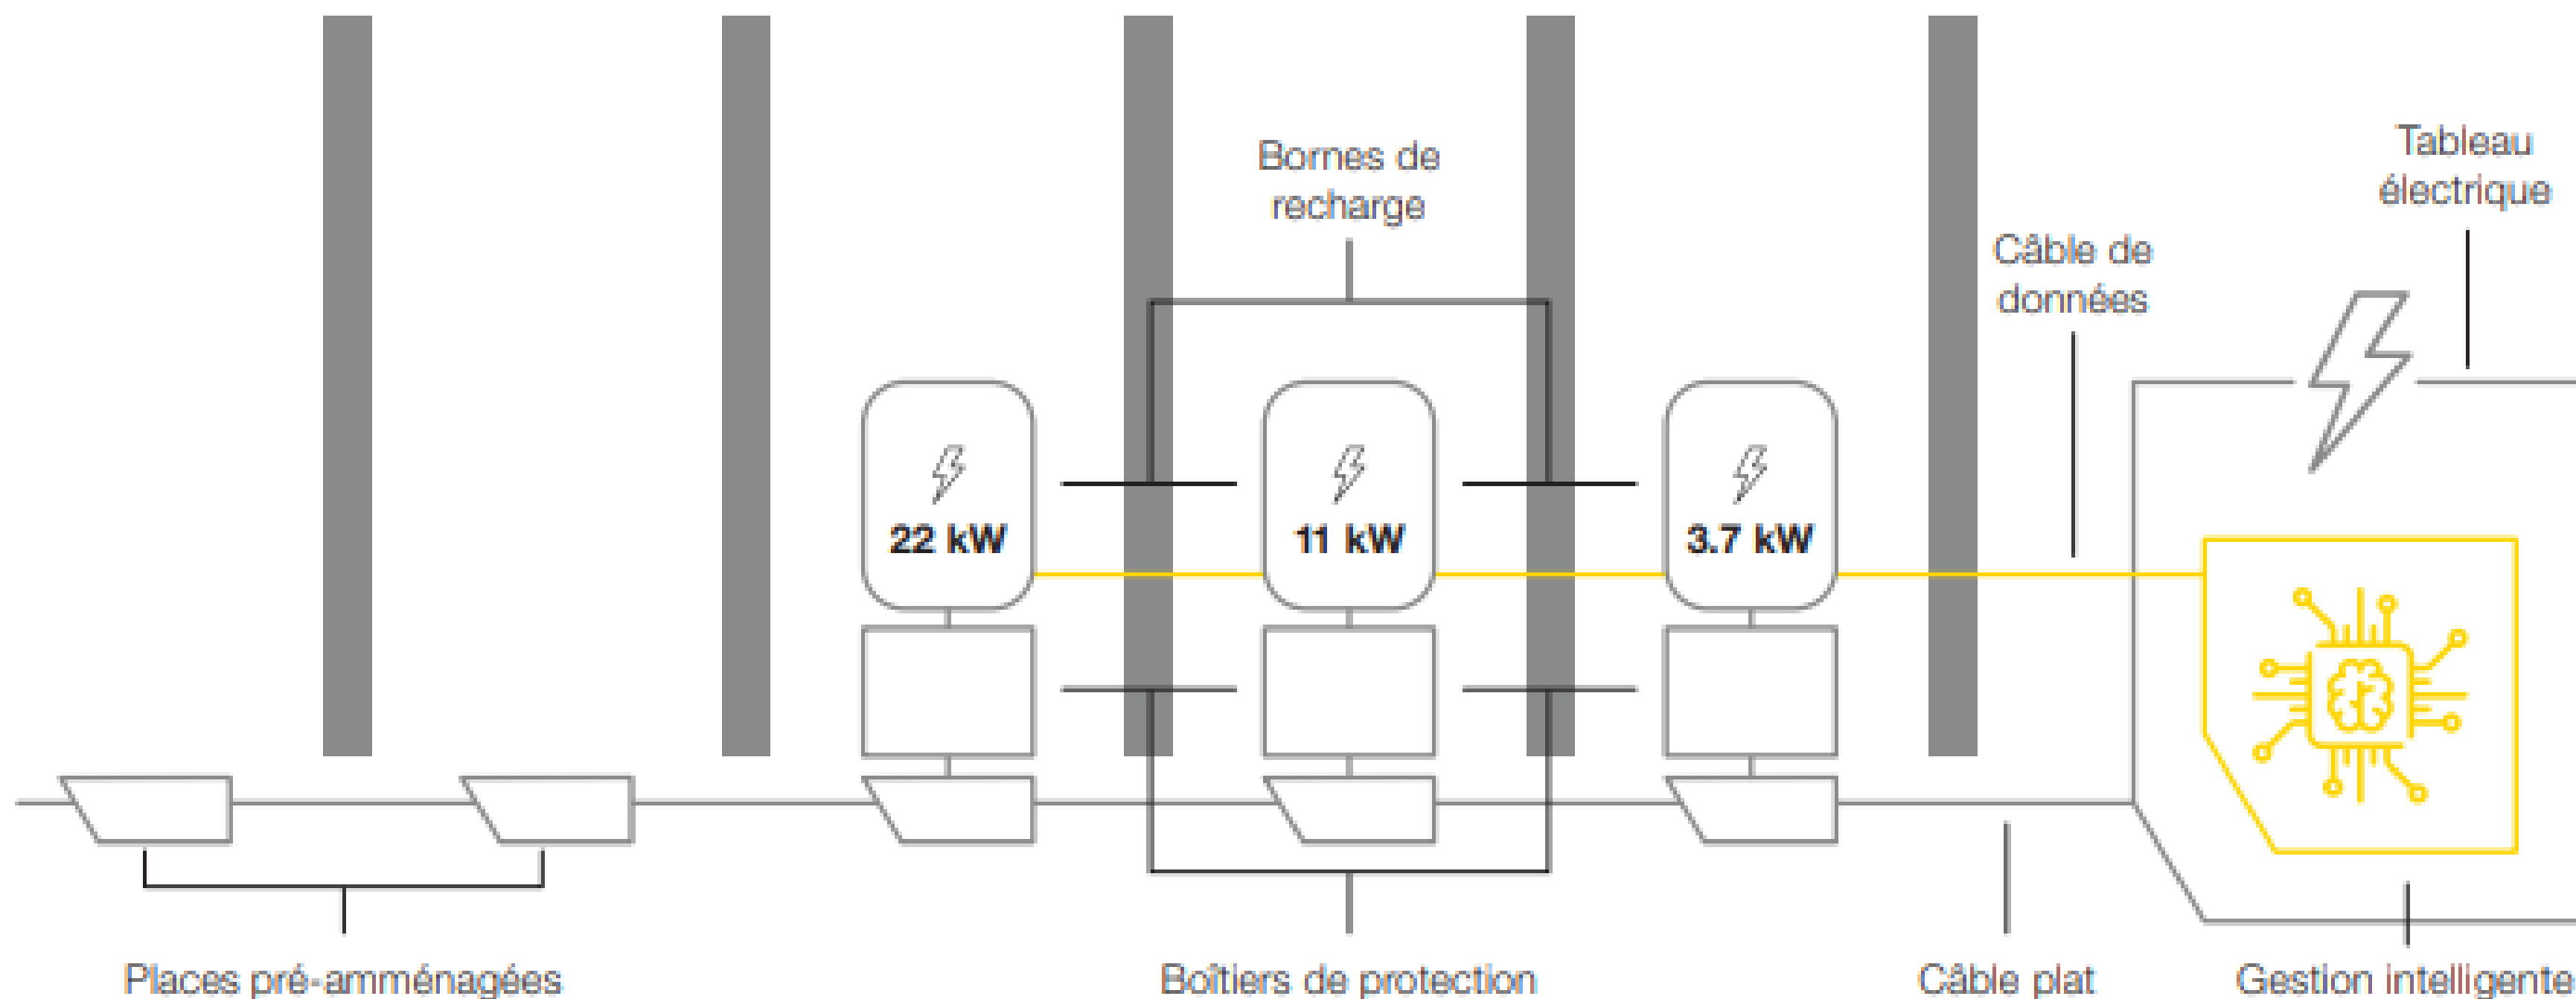 Tableau
électrique
Bornes de
recharge
Câble de
données
22 kW
11 kW
3.7 kW
Places pré-amménagées
Boîtiers de protection
Câble plat
Gestion intelligente